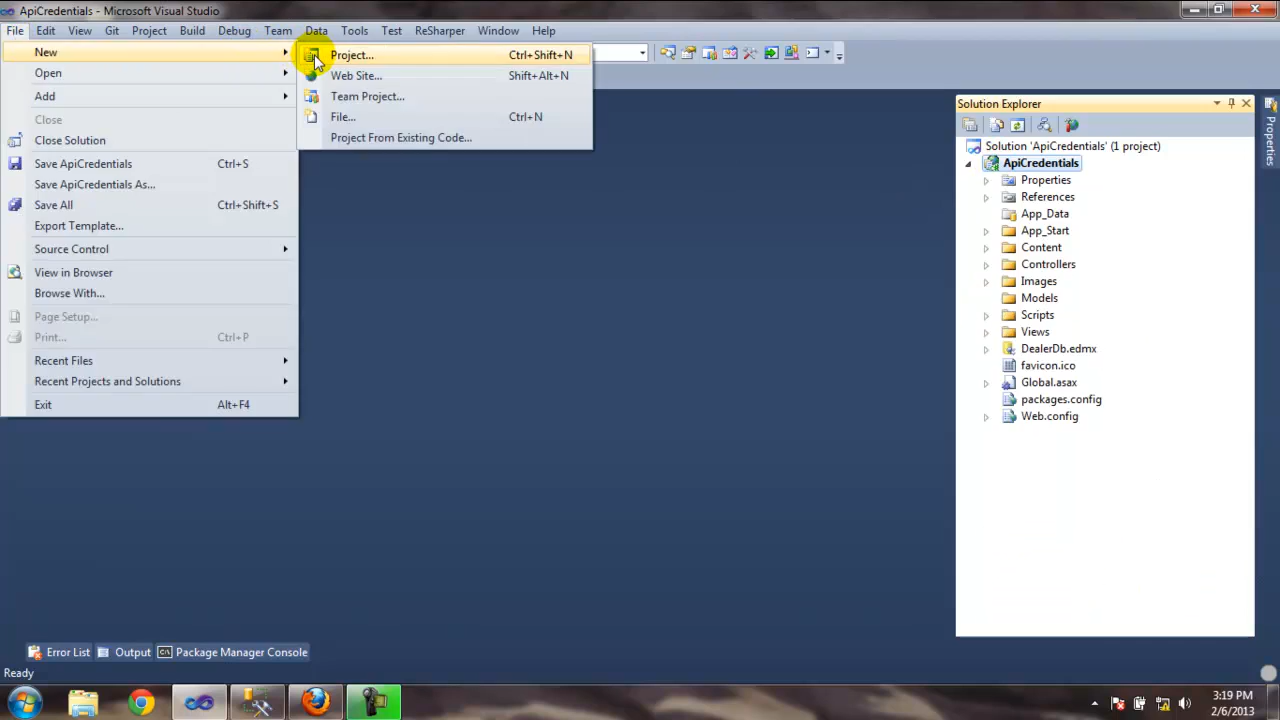 ApiCredentials - Microsoft Visual Studio
File Edit View Git Project Build Debug Team Data Tools Test ReSharper Window Help
New
Open
Add
Close
Close Solution
Save ApiCredentials Ctrl+S
Save ApiCredentials As...
Save All Ctrl+Shift+S
Export Template...
Source Control
View in Browser
Browse With...
Page Setup...
Print... Ctrl+P
Recent Files
Recent Projects and Solutions
Exit Alt+F4
Project... Ctrl+Shift+N
Web Site... Shift+Alt+N
Team Project...
File... Ctrl+N
Project From Existing Code...
Solution Explorer
Solution 'ApiCredentials' (1 project)
ApiCredentials
Properties
References
App_Data
App_Start
Content
Controllers
Images
Models
Scripts
Views
DealerDb.edmx
favicon.ico
Global.asax
packages.config
Web.config
Properties
Error List Output Package Manager Console
Ready
3:19 PM
2/6/2013